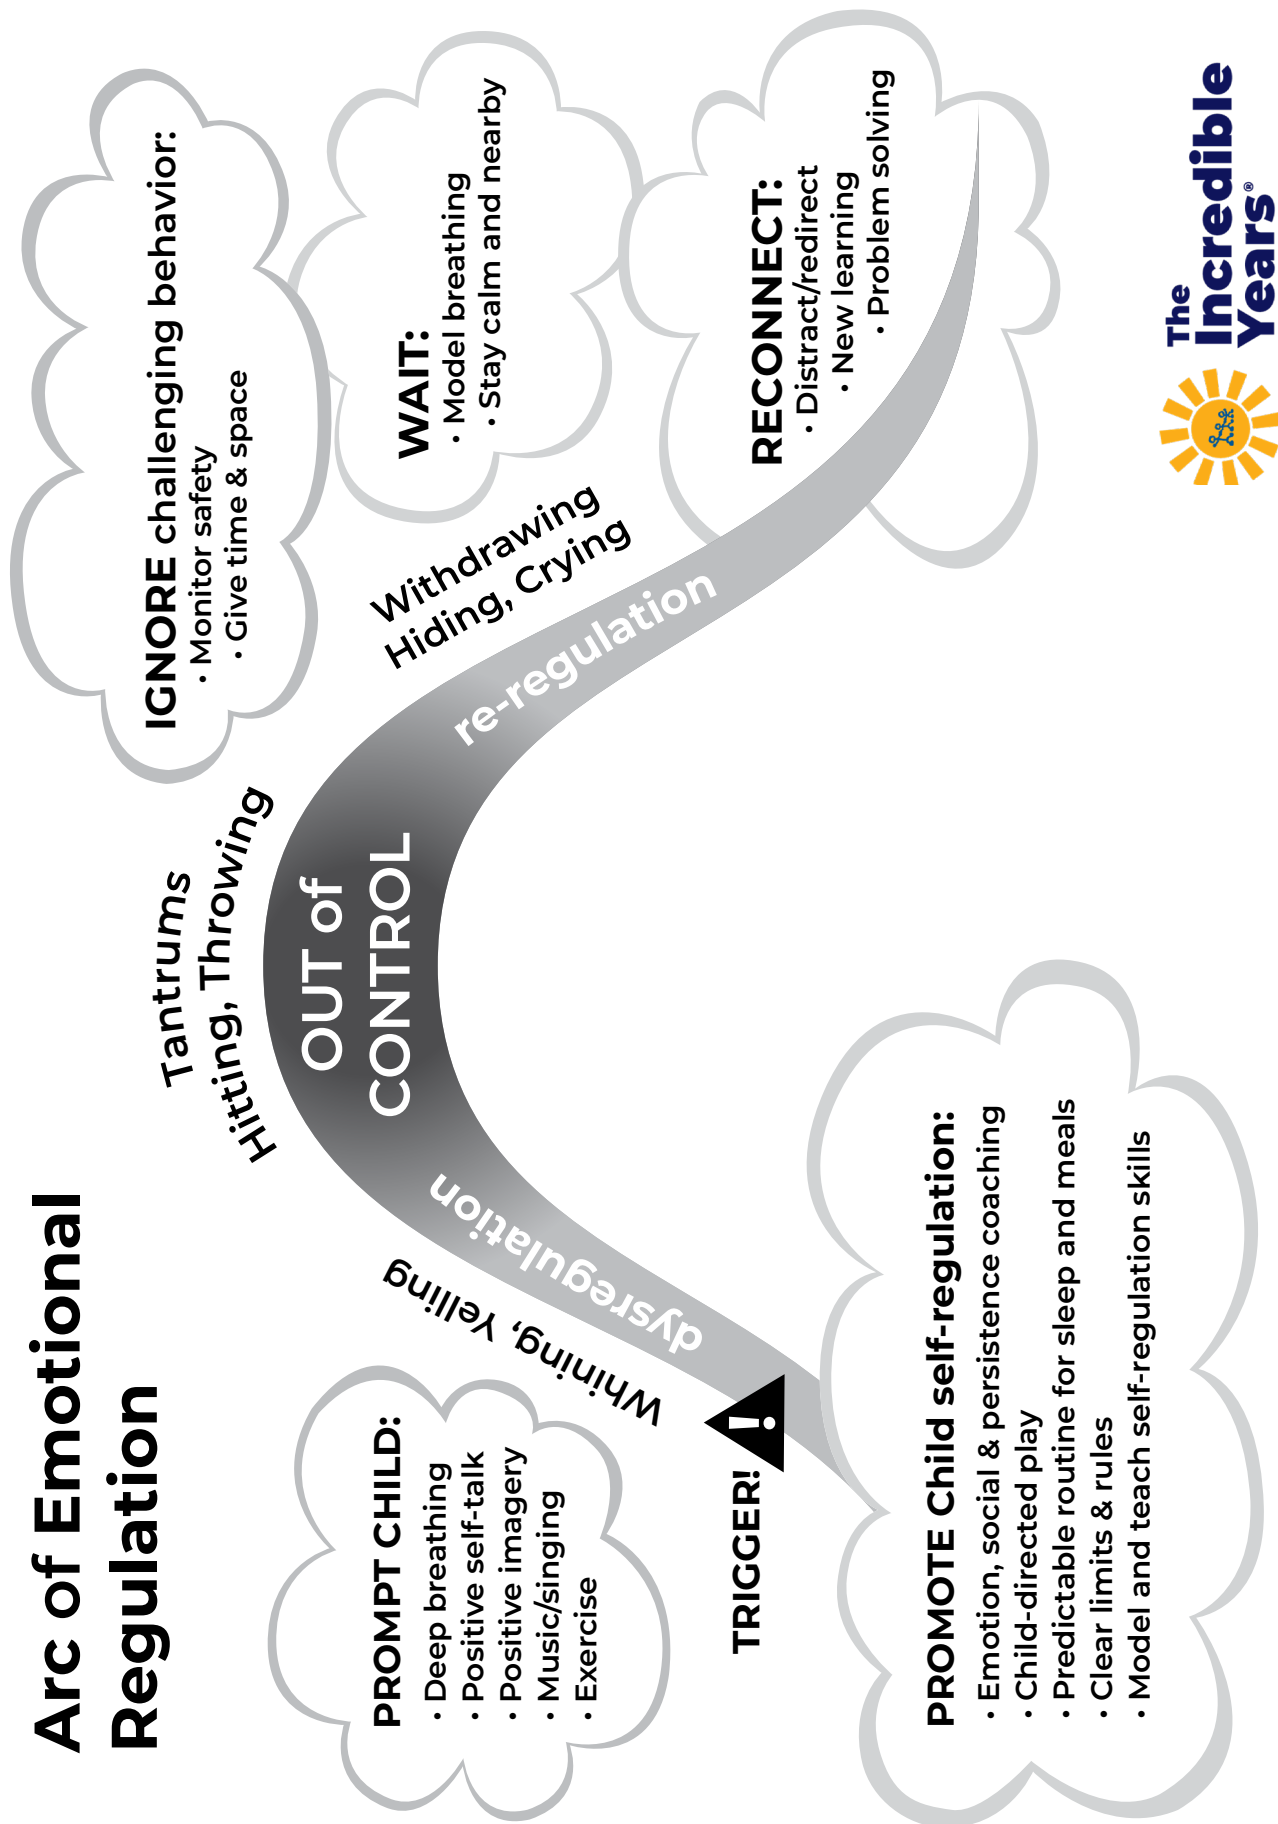 Arc of Emotional
Regulation
PROMPT CHILD:
• Deep breathing
• Positive self-talk
• Positive imagery
• Music/singing
• Exercise
TRIGGER!
!
Whining, Yelling
dysregulation
Tantrums
Hitting, Throwing
OUT of
CONTROL
Withdrawing
Hiding, Crying
re-regulation
IGNORE challenging behavior:
• Monitor safety
• Give time & space
WAIT:
• Model breathing
• Stay calm and nearby
RECONNECT:
• Distract/redirect
• New learning
• Problem solving
PROMOTE Child self-regulation:
• Emotion, social & persistence coaching
• Child-directed play
• Predictable routine for sleep and meals
• Clear limits & rules
• Model and teach self-regulation skills
The
Incredible
Years®